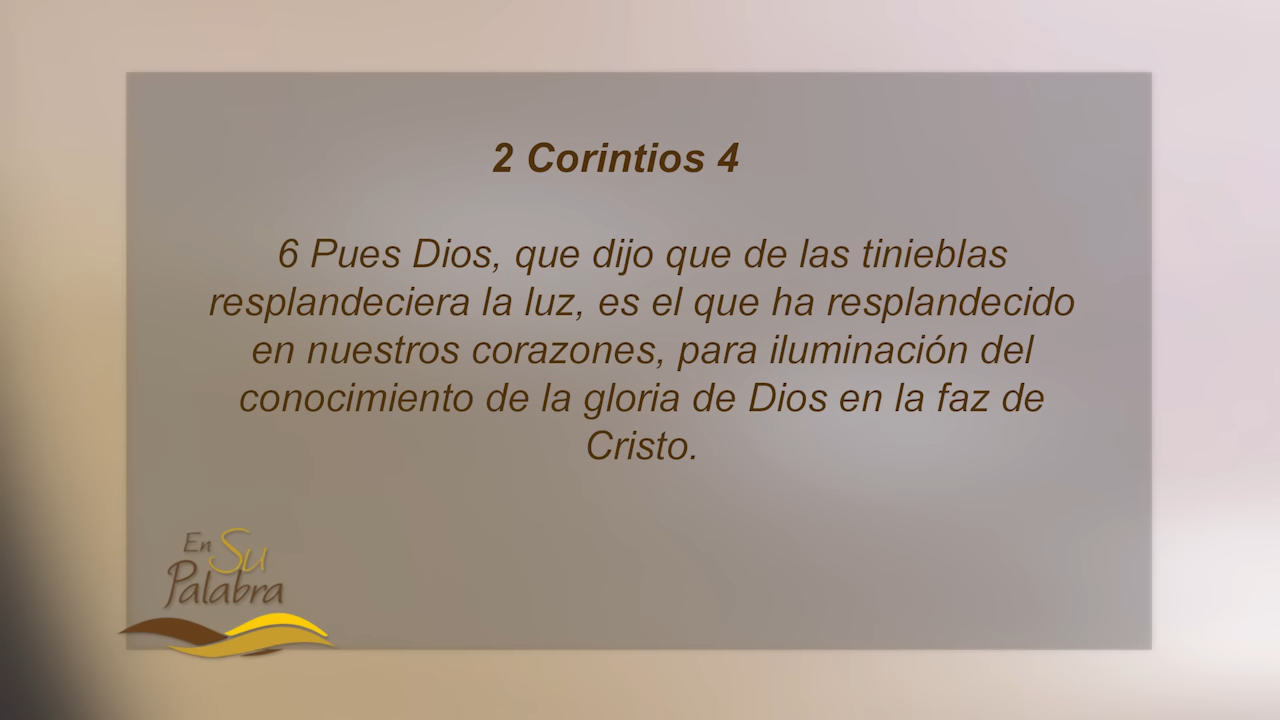 2 Corintios 4
6 Pues Dios, que dijo que de las tinieblas
resplandeciera la luz, es el que ha resplandecido
en nuestros corazones, para iluminación del
conocimiento de la gloria de Dios en la faz de
Cristo.
En Su
Palabra